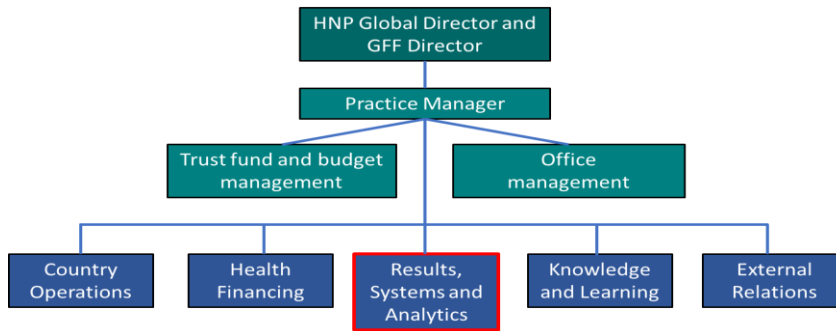 HNP Global Director and
GFF Director
Practice Manager
Trust fund and budget
management
Office
management
Country
Operations
Health
Financing
Results,
Systems and
Analytics
Knowledge
and Learning
External
Relations